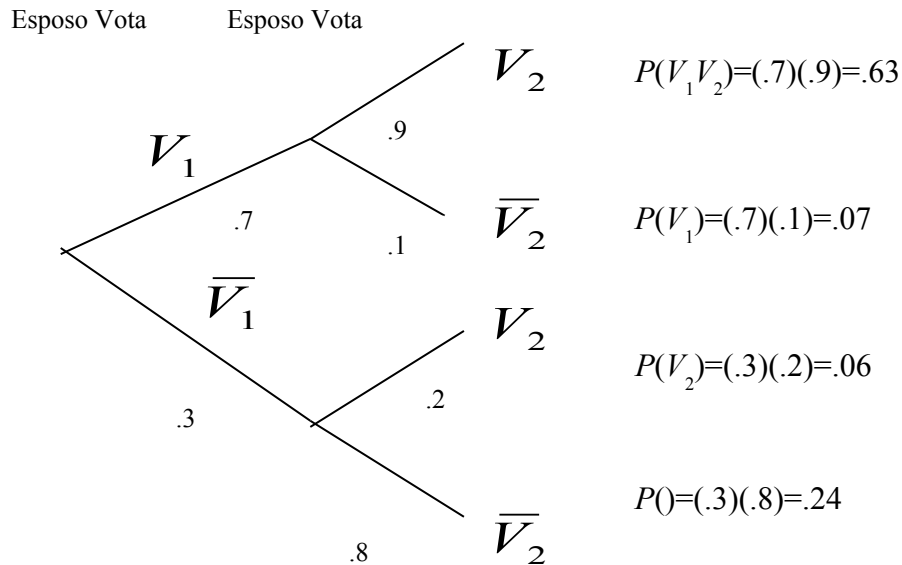 Esposo Vota Esposo Vota
V₂ P(V₁V₂)=(.7)(.9)=.63
V₁
.9
.7
V̅₂ P(V₁)=(.7)(.1)=.07
.1
V̅₁
V₂
P(V₂)=(.3)(.2)=.06
.2
.3
P()=(.3)(.8)=.24
V̅₂
.8